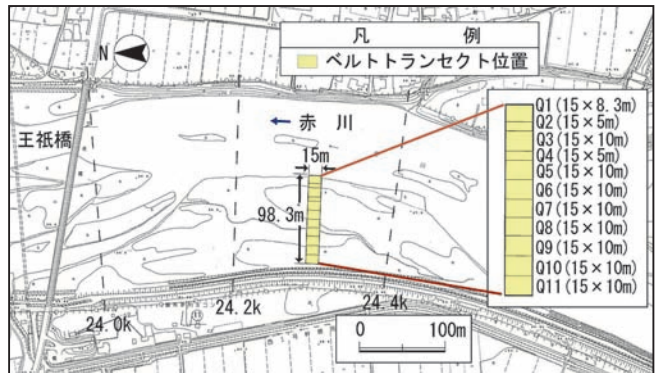 凡 例
ベルトトランセクト位置
N
王祇橋
赤 川
15m
98.3m
Q1(15×8.3m)
Q2(15×5m)
Q3(15×10m)
Q4(15×5m)
Q5(15×10m)
Q6(15×10m)
Q7(15×10m)
Q8(15×10m)
Q9(15×10m)
Q10(15×10m)
Q11(15×10m)
24.0k
24.2k
24.4k
0 100m